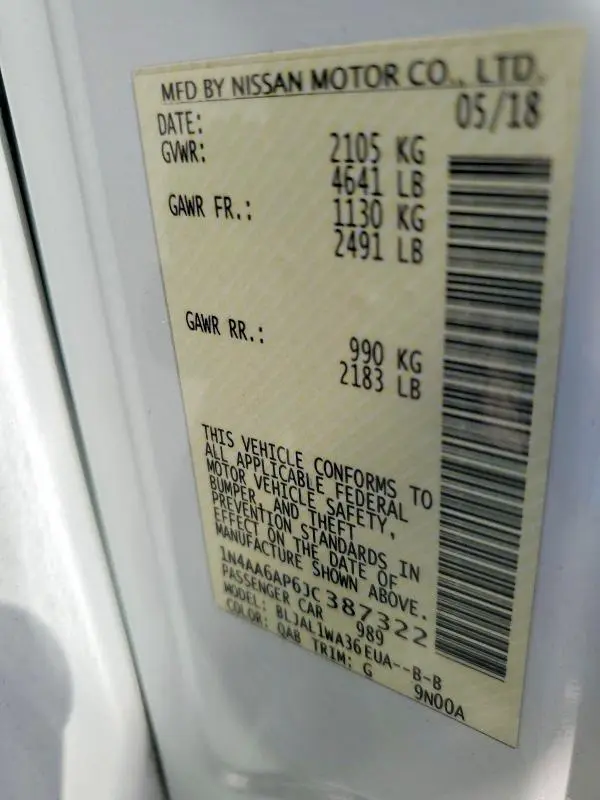 MFD BY NISSAN MOTOR CO., LTD.
DATE: 05/18
GVWR: 2105 KG
4641 LB
GAWR FR.: 1130 KG
2491 LB
GAWR RR.: 990 KG
2183 LB
THIS VEHICLE CONFORMS TO
ALL APPLICABLE FEDERAL
MOTOR VEHICLE SAFETY,
BUMPER, AND THEFT
PREVENTION STANDARDS IN
EFFECT ON THE DATE OF
MANUFACTURE SHOWN ABOVE.
1N4AA6AP6JC387322
PASSENGER CAR 989
MODEL: BLJAL1WA36EUA--B-B
COLOR: QAB TRIM: G 9N00A